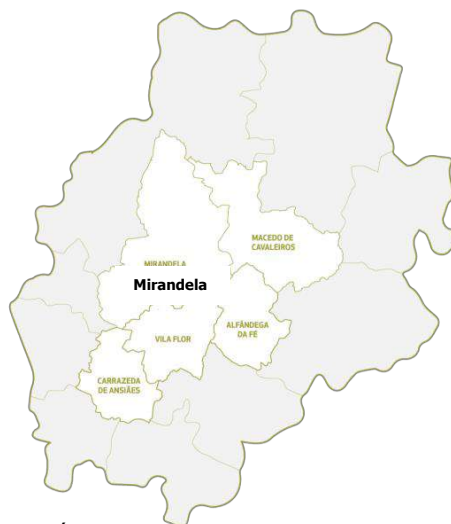 MACEDO DE
CAVALEIROS
MIRANDELA
Mirandela
ALFÂNDEGA
DA FÉ
VILA FLOR
CARRAZEDA
DE ANSIÃES